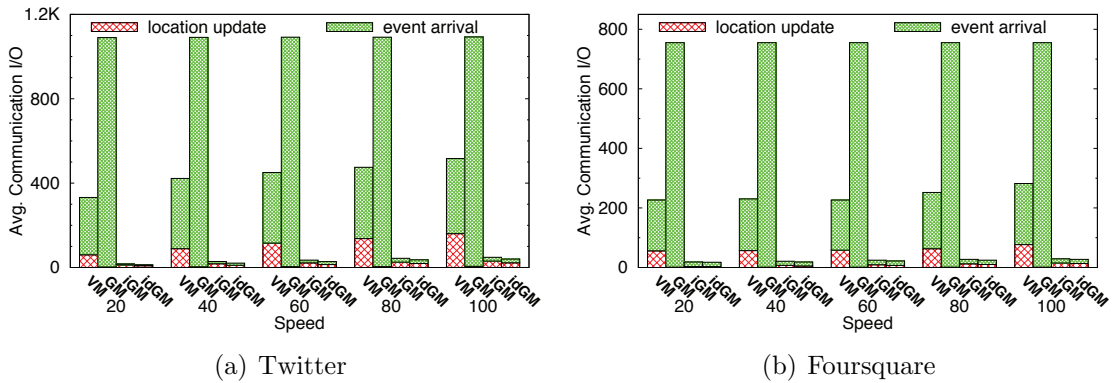 1.2K
800
400
0
Avg. Communication I/O
location update
event arrival
VM GM iGM idGM VM GM iGM idGM VM GM iGM idGM VM GM iGM idGM VM GM iGM idGM
20 40 60 80 100
Speed
(a) Twitter
800
600
400
200
0
Avg. Communication I/O
location update
event arrival
VM GM iGM idGM VM GM iGM idGM VM GM iGM idGM VM GM iGM idGM VM GM iGM idGM
20 40 60 80 100
Speed
(b) Foursquare